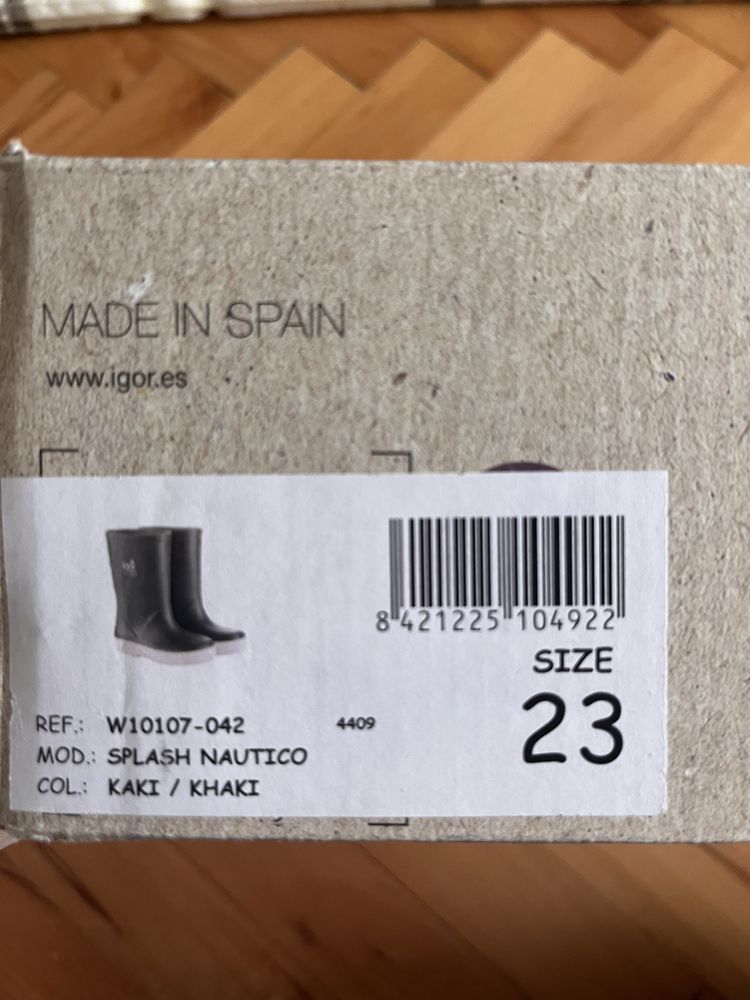 MADE IN SPAIN
www.igor.es
8 421225 104922
SIZE
23
REF.: W10107-042 4409
MOD.: SPLASH NAUTICO
COL.: KAKI / KHAKI